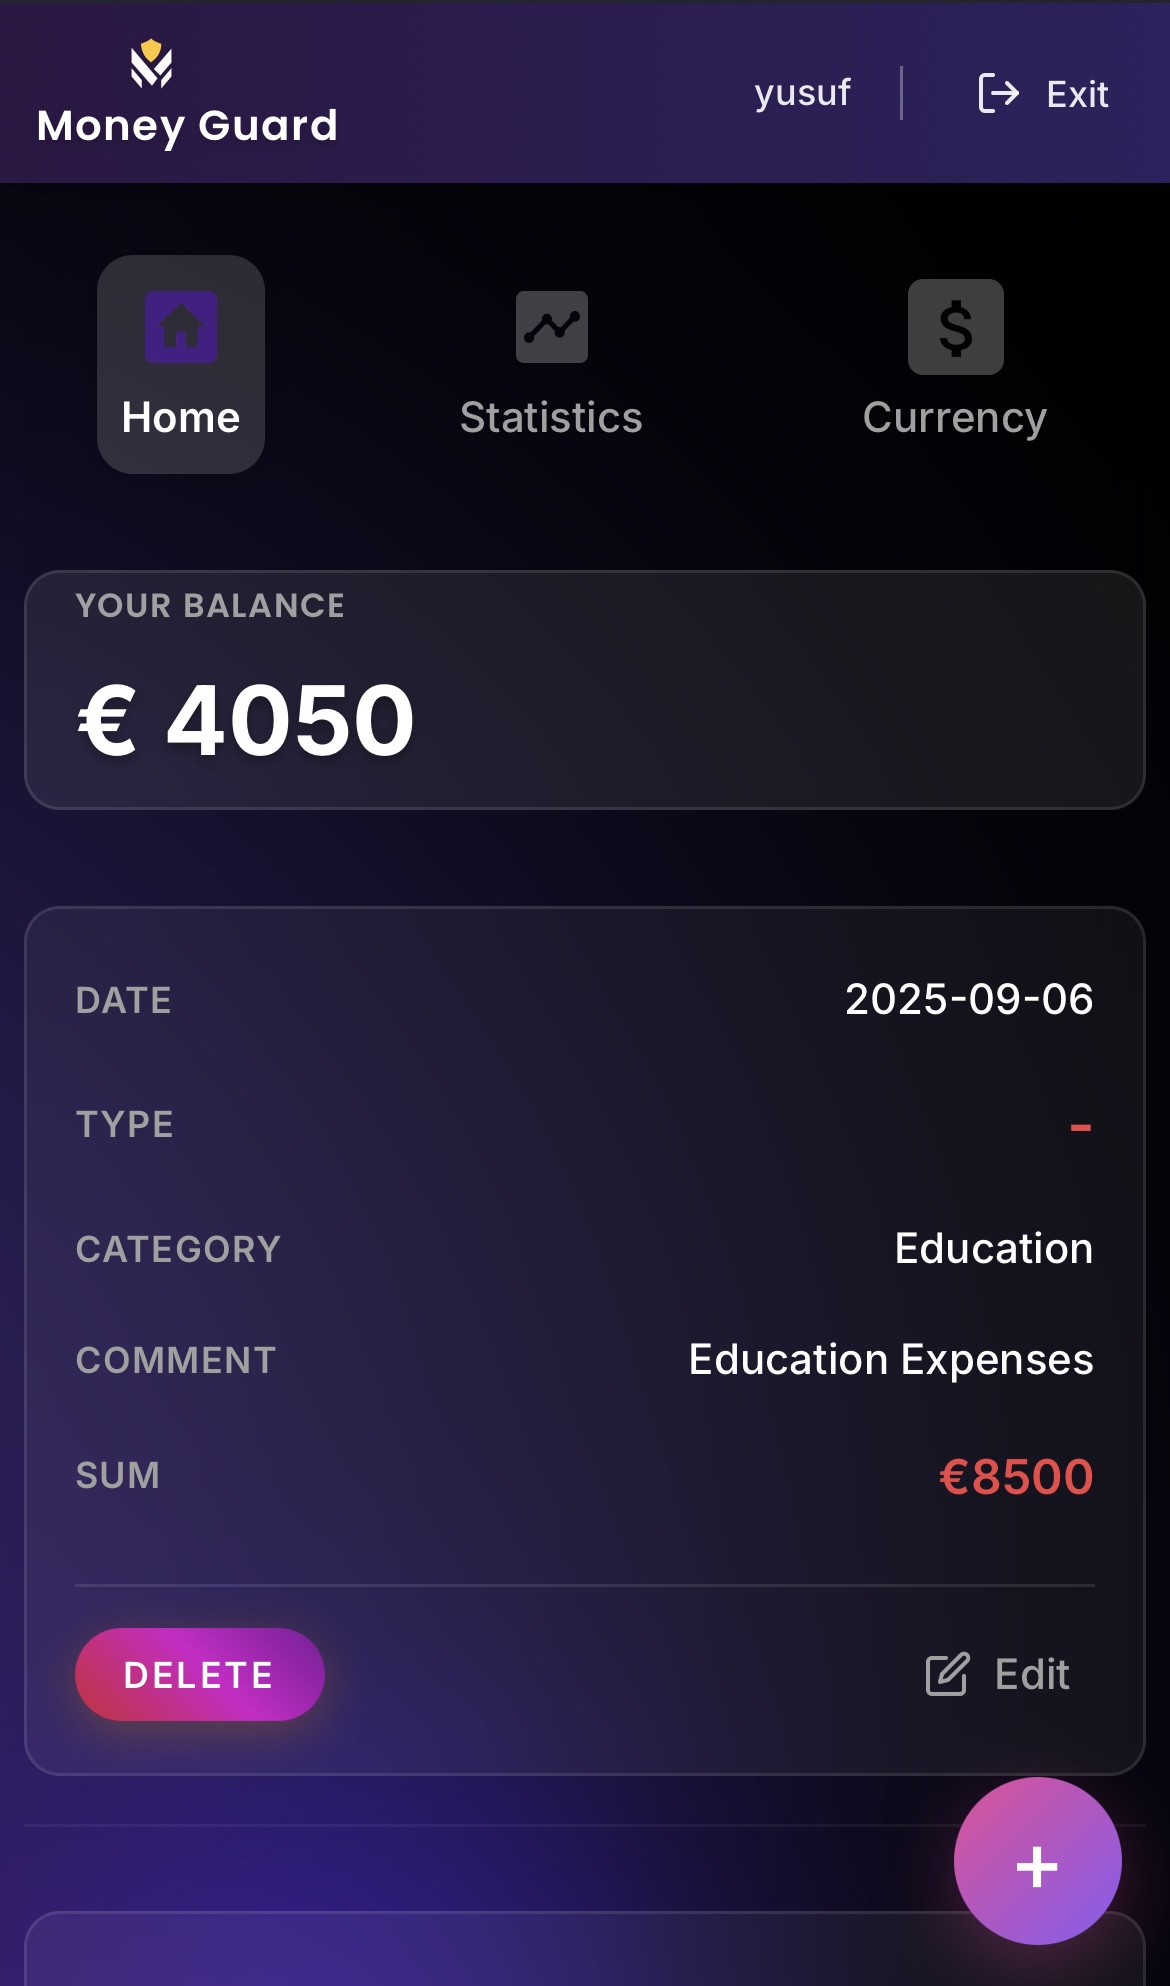 Money Guard
yusuf
Exit
Home
Statistics
$
Currency
YOUR BALANCE
€ 4050
DATE
2025-09-06
TYPE
-
CATEGORY
Education
COMMENT
Education Expenses
SUM
€8500
DELETE
Edit
+